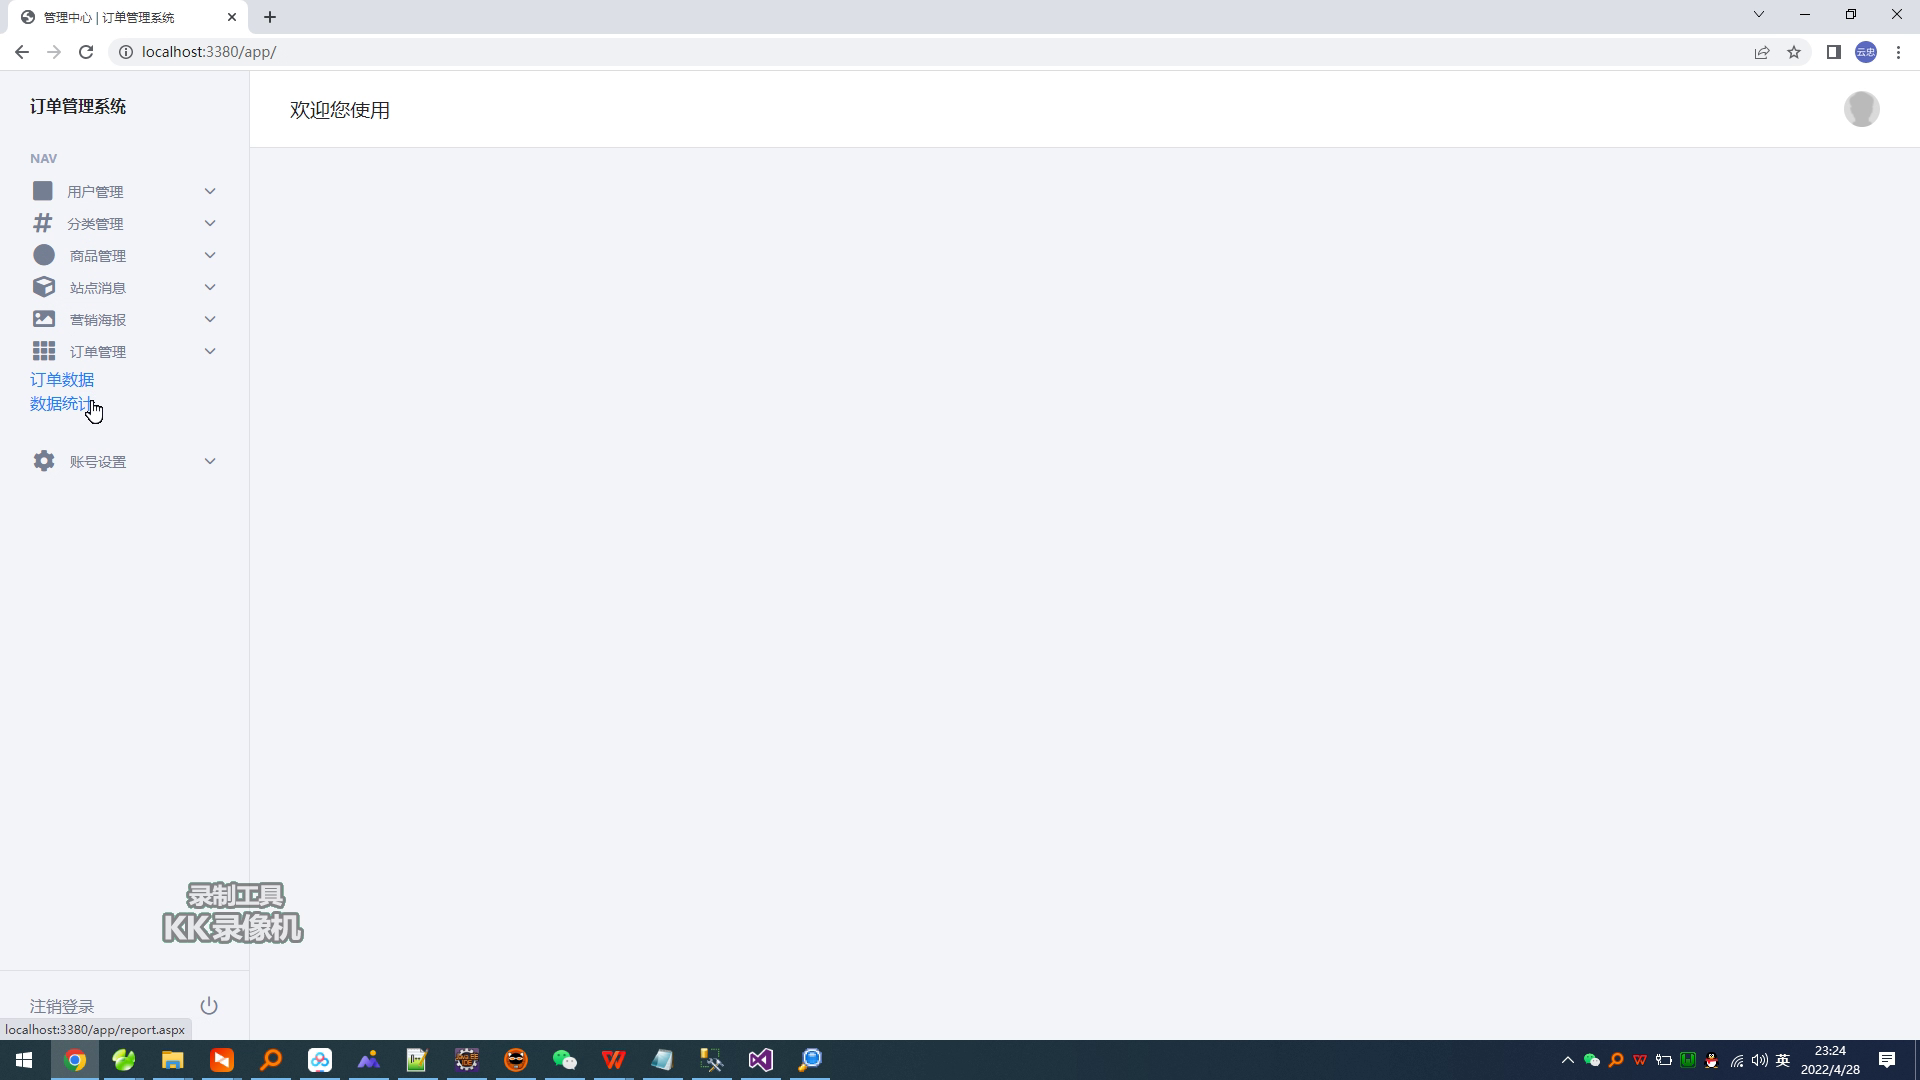 管理中心 | 订单管理系统
localhost:3380/app/
云忠
订单管理系统
欢迎您使用
NAV
用户管理
分类管理
商品管理
站点消息
营销海报
订单管理
订单数据
数据统计
账号设置
录制工具
KK录像机
注销登录
localhost:3380/app/report.aspx
英
23:24
2022/4/28